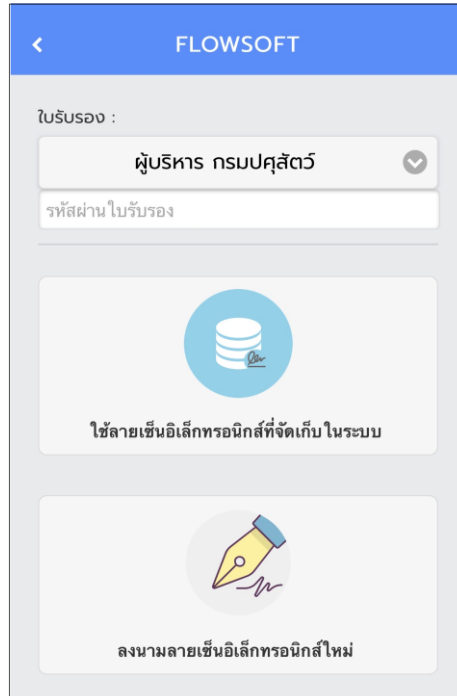 FLOWSOFT
ใบรับรอง :
ผู้บริหาร กรมปศุสัตว์
รหัสผ่านใบรับรอง
ใช้ลายเซ็นอิเล็กทรอนิกส์ที่จัดเก็บในระบบ
ลงนามลายเซ็นอิเล็กทรอนิกส์ใหม่